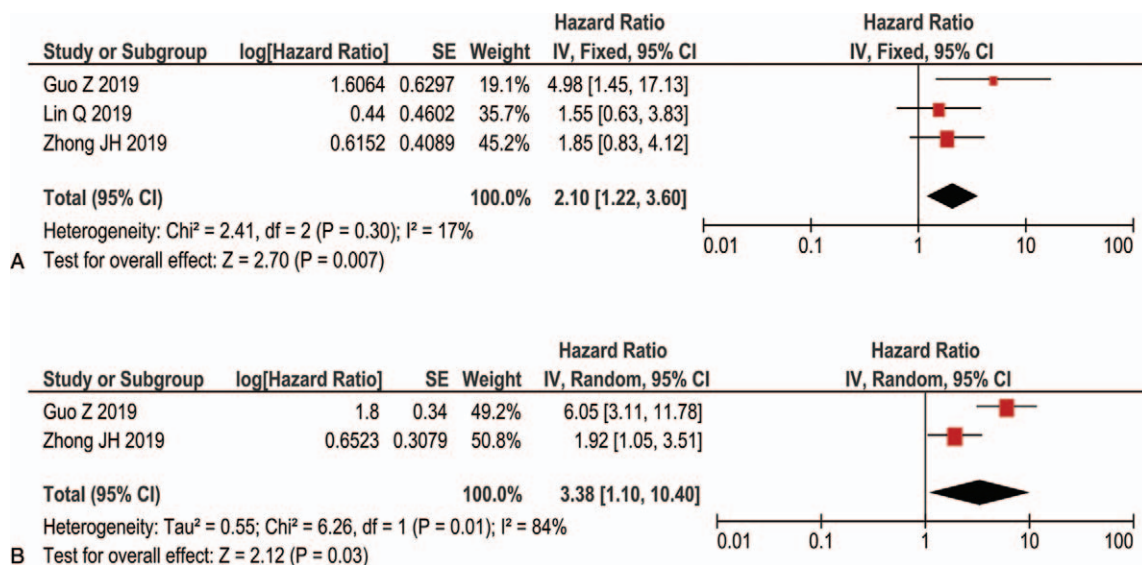 Hazard Ratio Hazard Ratio
Study or Subgroup log[Hazard Ratio] SE Weight IV, Fixed, 95% CI IV, Fixed, 95% CI
Guo Z 2019 1.6064 0.6297 19.1% 4.98 [1.45, 17.13]
Lin Q 2019 0.44 0.4602 35.7% 1.55 [0.63, 3.83]
Zhong JH 2019 0.6152 0.4089 45.2% 1.85 [0.83, 4.12]
Total (95% CI) 100.0% 2.10 [1.22, 3.60]
Heterogeneity: Chi² = 2.41, df = 2 (P = 0.30); I² = 17%
0.01 0.1 1 10 100
A Test for overall effect: Z = 2.70 (P = 0.007)
Hazard Ratio Hazard Ratio
Study or Subgroup log[Hazard Ratio] SE Weight IV, Random, 95% CI IV, Random, 95% CI
Guo Z 2019 1.8 0.34 49.2% 6.05 [3.11, 11.78]
Zhong JH 2019 0.6523 0.3079 50.8% 1.92 [1.05, 3.51]
Total (95% CI) 100.0% 3.38 [1.10, 10.40]
Heterogeneity: Tau² = 0.55; Chi² = 6.26, df = 1 (P = 0.01); I² = 84%
0.01 0.1 1 10 100
B Test for overall effect: Z = 2.12 (P = 0.03)